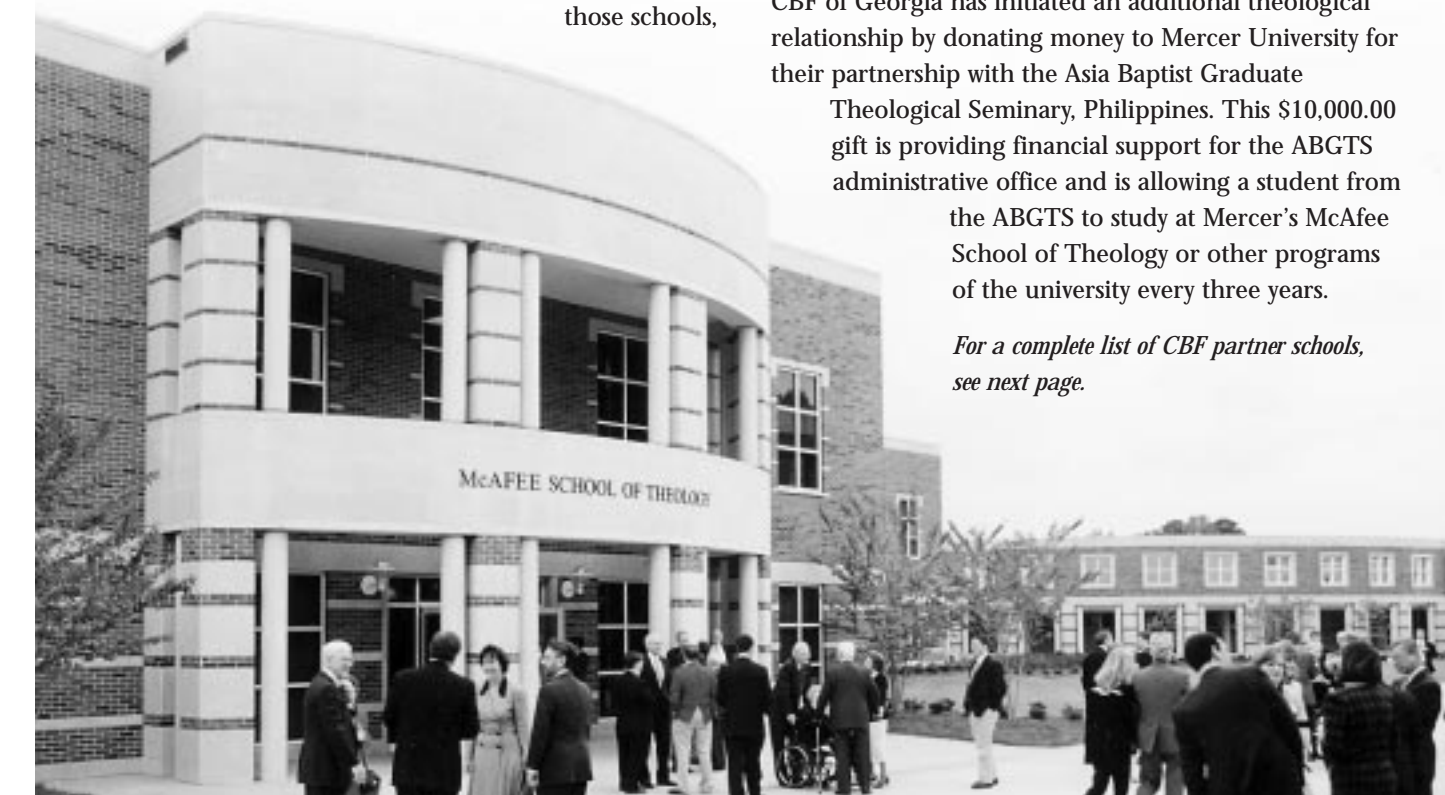 those schools,
CBF of Georgia has initiated an additional theological
relationship by donating money to Mercer University for
their partnership with the Asia Baptist Graduate
Theological Seminary, Philippines. This $10,000.00
gift is providing financial support for the ABGTS
administrative office and is allowing a student from
the ABGTS to study at Mercer’s McAfee
School of Theology or other programs
of the university every three years.
For a complete list of CBF partner schools,
see next page.
McAFEE SCHOOL OF THEOLOGY